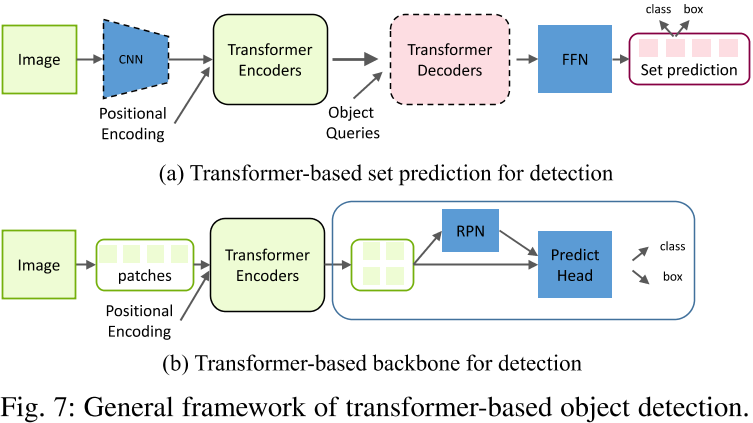 class box
Image
CNN
Transformer
Encoders
Transformer
Decoders
FFN
Set prediction
Positional
Encoding
Object
Queries
(a) Transformer-based set prediction for detection
Image
patches
Transformer
Encoders
RPN
Predict
Head
class
box
Positional
Encoding
(b) Transformer-based backbone for detection
Fig. 7: General framework of transformer-based object detection.